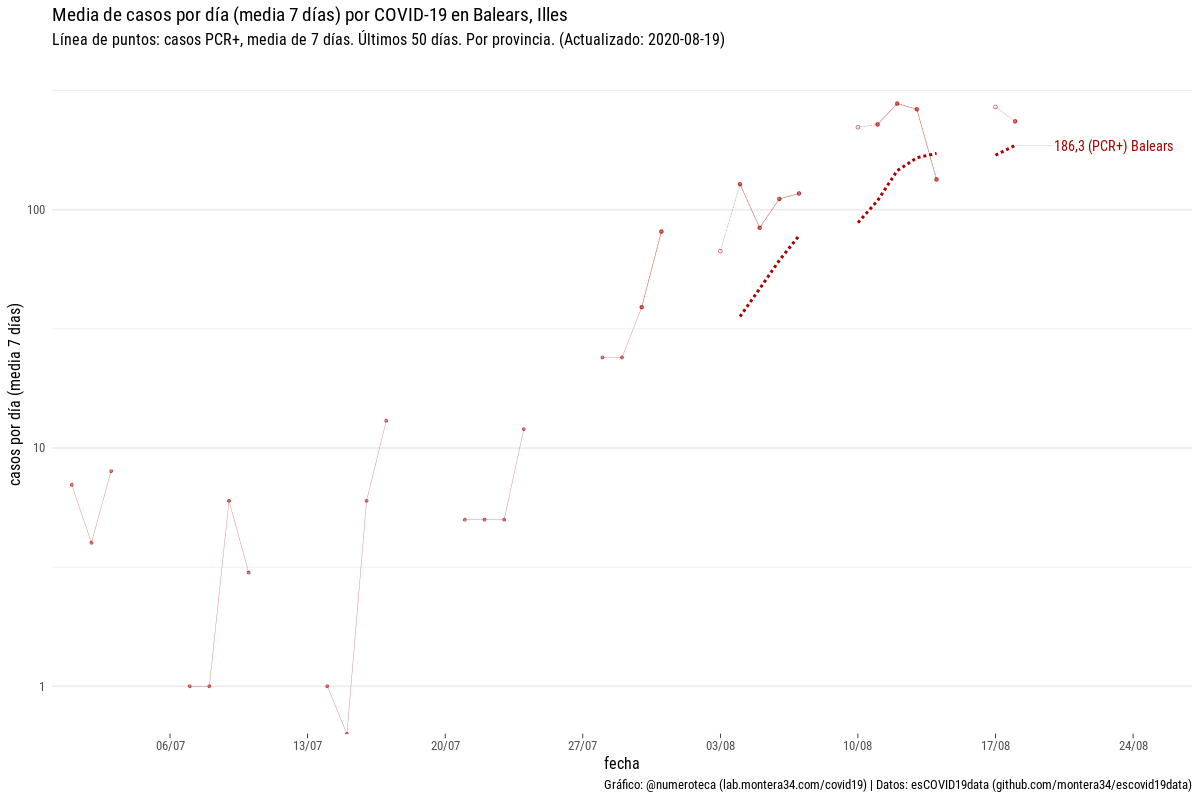 Media de casos por día (media 7 días) por COVID-19 en Balears, Illes
Línea de puntos: casos PCR+, media de 7 días. Últimos 50 días. Por provincia. (Actualizado: 2020-08-19)
casos por día (media 7 días)
100
10
1
186,3 (PCR+) Balears
06/07
13/07
20/07
27/07
03/08
10/08
17/08
24/08
fecha
Gráfico: @numeroteca (lab.montera34.com/covid19) | Datos: esCOVID19data (github.com/montera34/escovid19data)